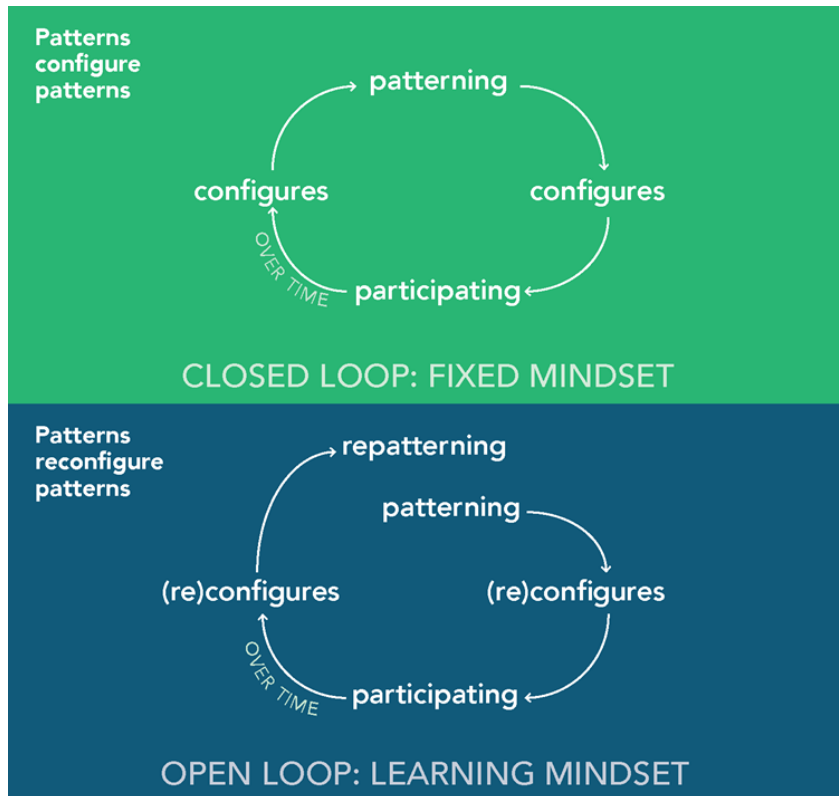 Patterns
configure
patterns
patterning
configures
configures
OVER TIME
participating
CLOSED LOOP: FIXED MINDSET
Patterns
reconfigure
patterns
repatterning
patterning
(re)configures
(re)configures
OVER TIME
participating
OPEN LOOP: LEARNING MINDSET